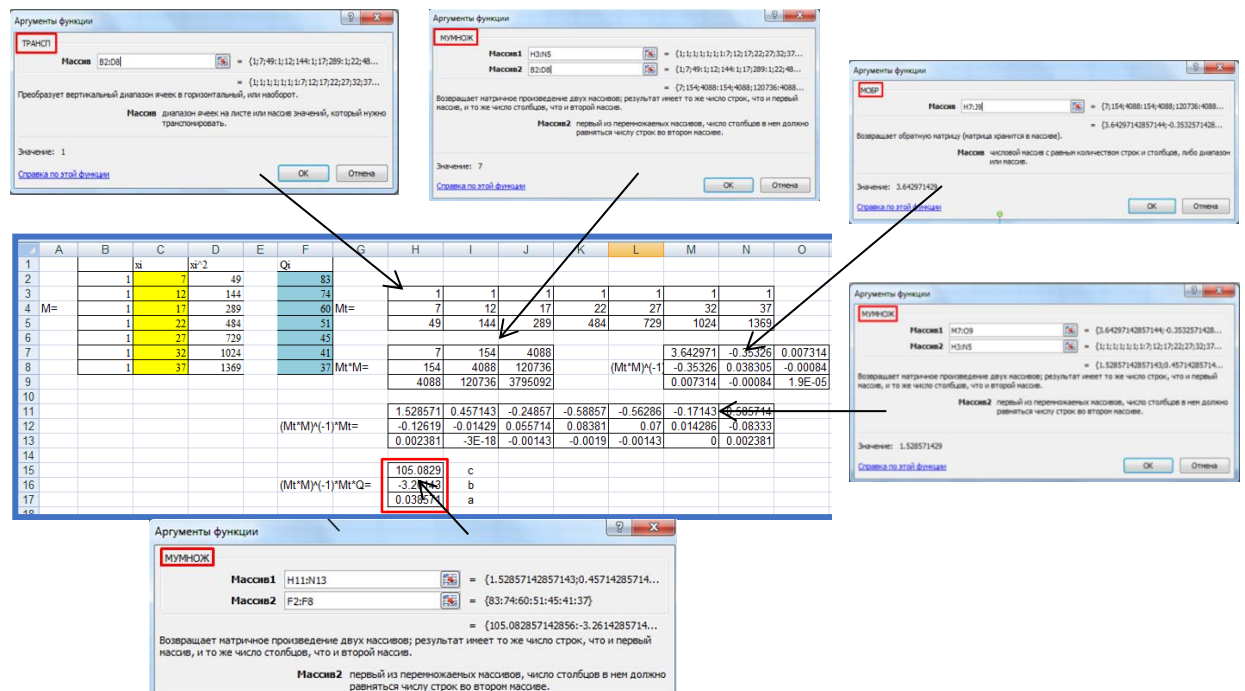 Аргументы функции
ТРАНСП
Массив B2:D8 = {1;7;49:1;12;144:1;17;289:1;22;48...
= {1;1;1;1;1;1;1:7;12;17;22;27;32;37...
Преобразует вертикальный диапазон ячеек в горизонтальный, или наоборот.
Массив диапазон ячеек на листе или массив значений, который нужно
транспонировать.
Значение: 1
Справка по этой функции ОК Отмена
Аргументы функции
МУМНОЖ
Массив1 H3:N5 = {1;1;1;1;1;1;1:7;12;17;22;27;32;37...
Массив2 B2:D8 = {1;7;49:1;12;144:1;17;289:1;22;48...
= {7;154;4088:154;4088;120736:4088...
Возвращает матричное произведение двух массивов; результат имеет то же число строк, что и первый
массив, и то же число столбцов, что и второй массив.
Массив2 первый из перемножаемых массивов, число столбцов в нем должно
равняться числу строк во втором массиве.
Значение: 7
Справка по этой функции ОК Отмена
Аргументы функции
МОБР
Массив H7:J9 = {7;154;4088:154;4088;120736:4088...
= {3.64297142857144;-0.3532571428...
Возвращает обратную матрицу (матрица хранится в массиве).
Массив числовой массив с равным количеством строк и столбцов, либо диапазон
или массив.
Значение: 3.642971429
Справка по этой функции ОК Отмена
A B C D E F G H I J K L M N O
1 xi xi^2 Qi
2 1 7 49 83
3 1 12 144 74 1 1 1 1 1 1 1
4 M= 1 17 289 60 Mt= 7 12 17 22 27 32 37
5 1 22 484 51 49 144 289 484 729 1024 1369
6 1 27 729 45
7 1 32 1024 41 7 154 4088 3.642971 -0.35326 0.007314
8 1 37 1369 37 Mt*M= 154 4088 120736 (Mt*M)^(-1) -0.35326 0.038305 -0.00084
9 4088 120736 3795092 0.007314 -0.00084 1.9E-05
10
11 1.528571 0.457143 -0.24857 -0.58857 -0.56286 -0.17143 0.585714
12 (Mt*M)^(-1)*Mt= -0.12619 -0.01429 0.055714 0.08381 0.07 0.014286 -0.08333
13 0.002381 -3E-18 -0.00143 -0.0019 -0.00143 0 0.002381
14
15 105.0829 c
16 (Mt*M)^(-1)*Mt*Q= -3.26143 b
17 0.038571 a
18
Аргументы функции
МУМНОЖ
Массив1 M7:O9 = {3.64297142857144;-0.3532571428...
Массив2 H3:N5 = {1;1;1;1;1;1;1:7;12;17;22;27;32;37...
= {1.52857142857143;0.45714285714...
Возвращает матричное произведение двух массивов; результат имеет то же число строк, что и первый
массив, и то же число столбцов, что и второй массив.
Массив2 первый из перемножаемых массивов, число столбцов в нем должно
равняться числу строк во втором массиве.
Значение: 1.528571429
Справка по этой функции ОК Отмена
Аргументы функции
МУМНОЖ
Массив1 H11:N13 = {1.52857142857143;0.45714285714...
Массив2 F2:F8 = {83:74:60:51:45:41:37}
= {105.082857142856:-3.2614285714...
Возвращает матричное произведение двух массивов; результат имеет то же число строк, что и первый
массив, и то же число столбцов, что и второй массив.
Массив2 первый из перемножаемых массивов, число столбцов в нем должно
равняться числу строк во втором массиве.